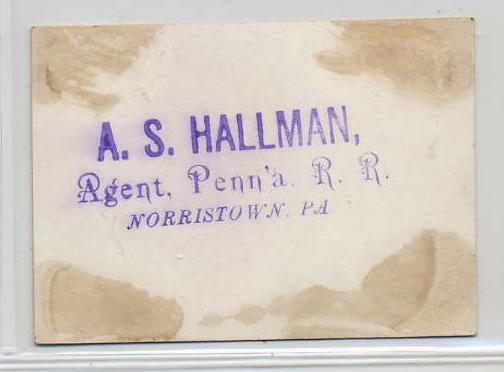 A. S. HALLMAN,
Agent, Penn'a. R. R.
NORRISTOWN. PA